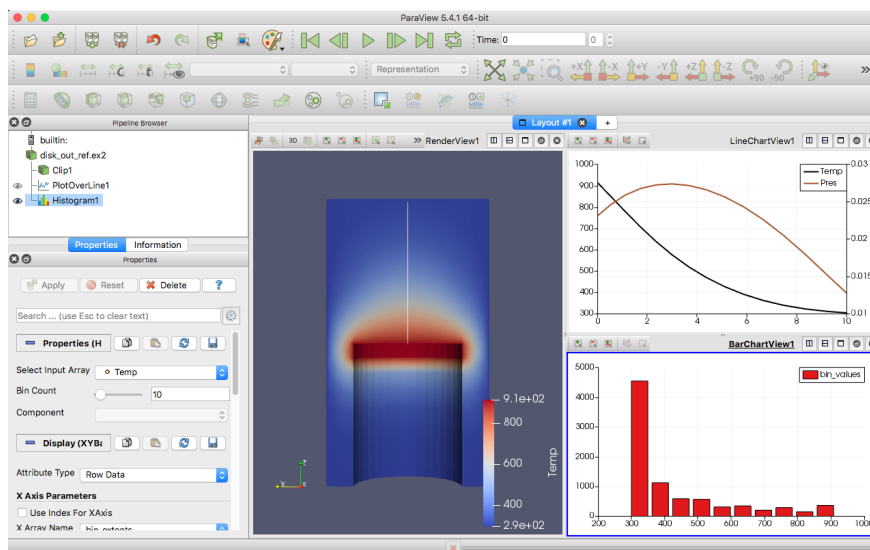 ParaView 5.4.1 64-bit
Time: 0 0
Representation
+X -X +Y -Y +Z -Z +90 -90 »
Pipeline Browser
builtin:
disk_out_ref.ex2
Clip1
PlotOverLine1
Histogram1
Properties Information
Properties
Apply Reset Delete ?
Search ... (use Esc to clear text)
Properties (H
Select Input Array Temp
Bin Count 10
Component
Display (XYBa
Attribute Type Row Data
X Axis Parameters
Use Index For XAxis
X Array Name bin_extents
Layout #1 +
3D » RenderView1
Z
Y X
9.1e+02
800
600
400
2.9e+02
Temp
LineChartView1
1000
900
800
700
600
500
400
300
0 2 4 6 8 10
0.03
0.025
0.02
0.015
0.01
Temp
Pres
BarChartView1
5000
4000
3000
2000
1000
0
200 300 400 500 600 700 800 900 1000
bin_values